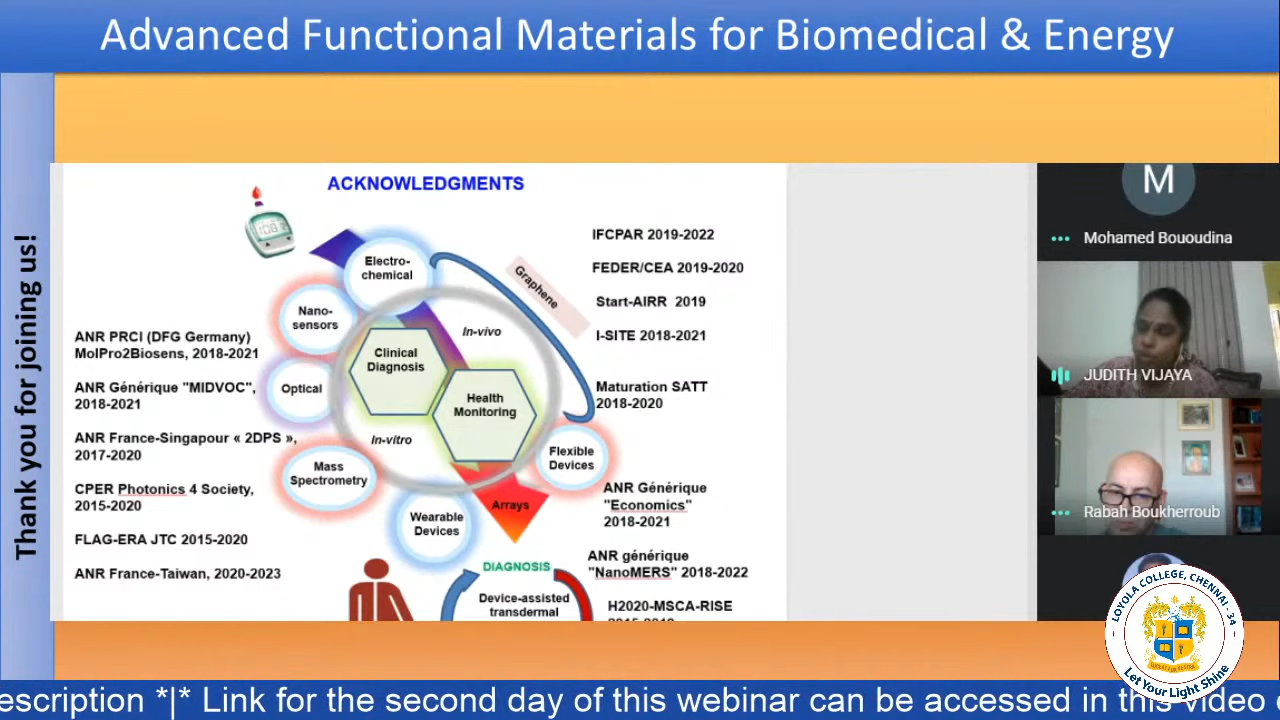 Advanced Functional Materials for Biomedical & Energy
Thank you for joining us!
ACKNOWLEDGMENTS
Electro-
chemical
Nano-
sensors
Optical
Mass
Spectrometry
Wearable
Devices
Flexible
Devices
Graphene
In-vivo
Clinical
Diagnosis
Health
Monitoring
In-vitro
Arrays
DIAGNOSIS
Device-assisted
transdermal
ANR PRCI (DFG Germany)
MolPro2Biosens, 2018-2021
ANR Générique "MIDVOC",
2018-2021
ANR France-Singapour « 2DPS »,
2017-2020
CPER Photonics 4 Society,
2015-2020
FLAG-ERA JTC 2015-2020
ANR France-Taiwan, 2020-2023
IFCPAR 2019-2022
FEDER/CEA 2019-2020
Start-AIRR 2019
I-SITE 2018-2021
Maturation SATT
2018-2020
ANR Générique
"Economics"
2018-2021
ANR générique
"NanoMERS" 2018-2022
H2020-MSCA-RISE
M
Mohamed Bououdina
JUDITH VIJAYA
Rabah Boukherroub
LOYOLA COLLEGE, CHENNAI - 34
Let Your Light Shine
escription *|* Link for the second day of this webinar can be accessed in this video